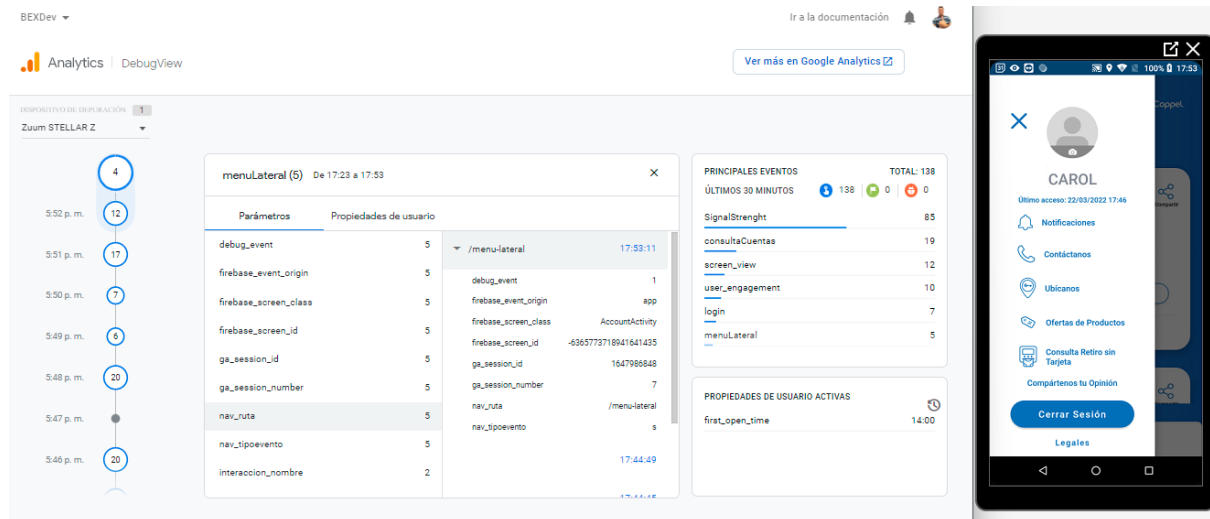 BEXDev
Ir a la documentación
Analytics | DebugView
Ver más en Google Analytics
DISPOSITIVO DE DEPURACIÓN 1
Zuum STELLAR Z
4
5:52 p. m. 12
5:51 p. m. 17
5:50 p. m. 7
5:49 p. m. 6
5:48 p. m. 20
5:47 p. m.
5:46 p. m. 20
menuLateral (5) De 17:23 a 17:53
Parámetros Propiedades de usuario
debug_event 5
firebase_event_origin 5
firebase_screen_class 5
firebase_screen_id 5
ga_session_id 5
ga_session_number 5
nav_ruta 5
nav_tipoevento 5
interaccion_nombre 2
/menu-lateral 17:53:11
debug_event 1
firebase_event_origin app
firebase_screen_class AccountActivity
firebase_screen_id -6365773718941641435
ga_session_id 1647986848
ga_session_number 7
nav_ruta /menu-lateral
nav_tipoevento s
17:44:49
PRINCIPALES EVENTOS TOTAL: 138
ÚLTIMOS 30 MINUTOS 138 0 0
SignalStrenght 85
consultaCuentas 19
screen_view 12
user_engagement 10
login 7
menuLateral 5
PROPIEDADES DE USUARIO ACTIVAS
first_open_time 14:00
31 100% 17:53
Coppel.
CAROL
Último acceso: 22/03/2022 17:46
Notificaciones
Compartir
Contáctanos
Ubícanos
Ofertas de Productos
Consulta Retiro sin
Tarjeta
Compártenos tu Opinión
Cerrar Sesión
Legales